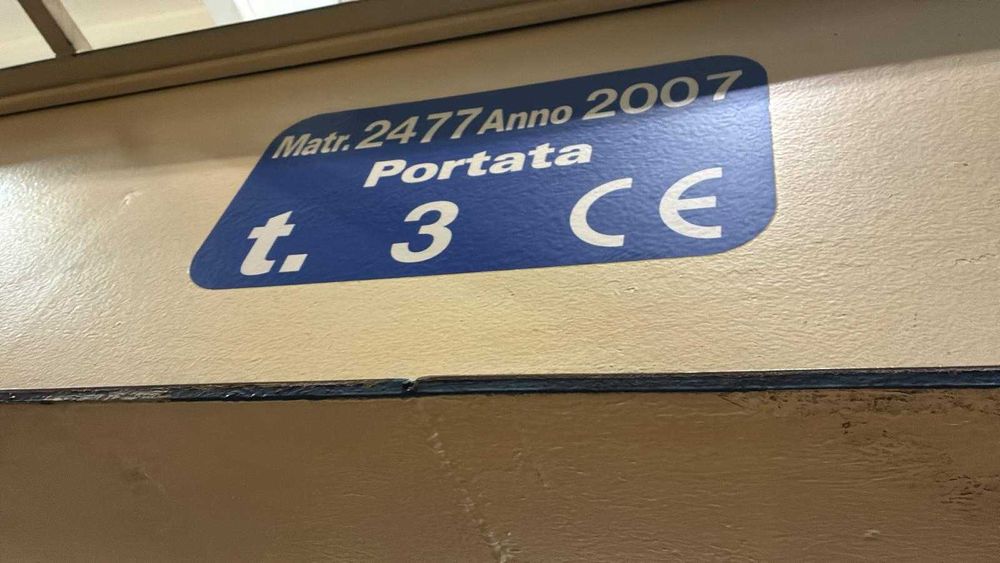 Matr. 2477 Anno 2007
Portata
t. 3 CE